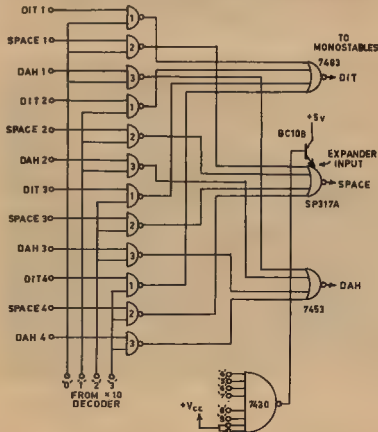 DIT 1
SPACE 1
DAH 1
DIT 2
SPACE 2
DAH 2
DIT 3
SPACE 3
DAH 3
DIT 4
SPACE 4
DAH 4
1
2
3
1
2
3
1
2
3
1
2
3
'0' '1' '2' '3'
FROM ×10
DECODER
TO
MONOSTABLES
DIT
+5v
BC108
EXPANDER
INPUT
SPACE
SP317A
DAH
7453
7430
+Vcc